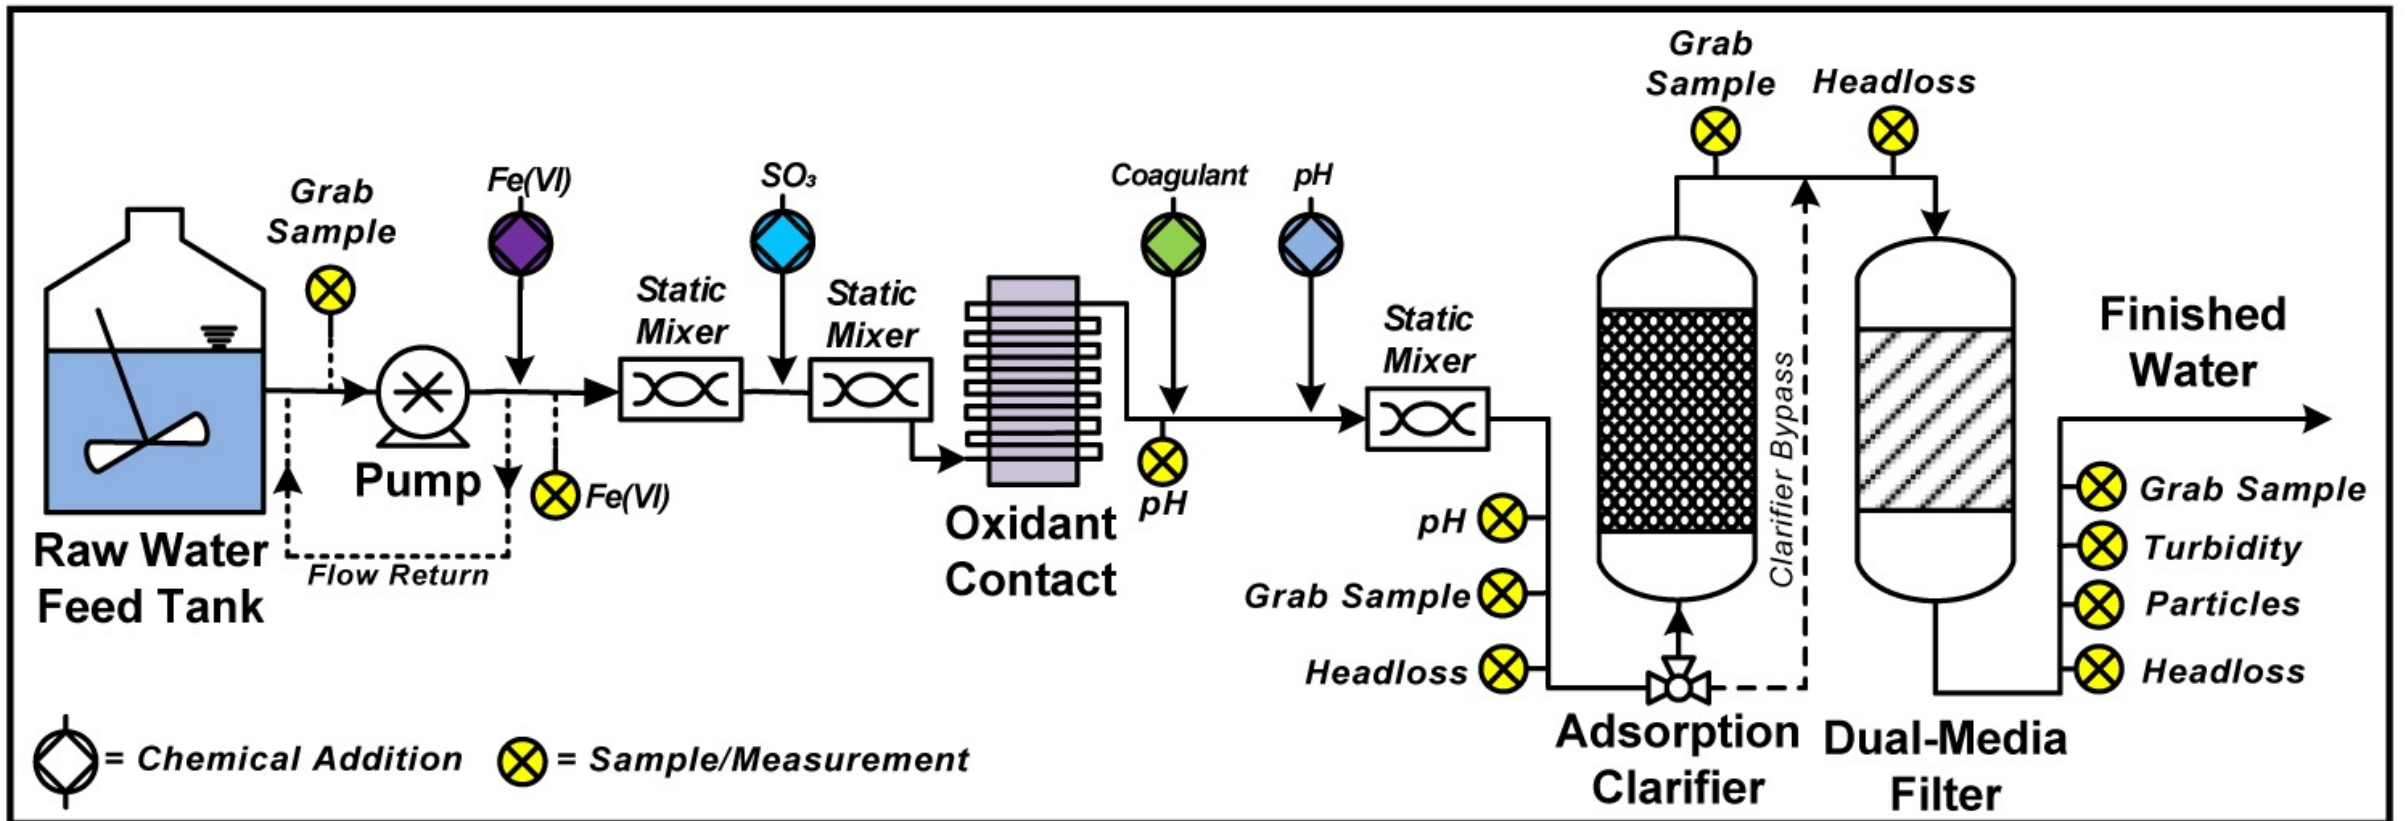 Grab
Sample
Fe(VI)
SO₃
Coagulant
pH
Grab
Sample
Headloss
Static
Mixer
Static
Mixer
Static
Mixer
Pump
Fe(VI)
Flow Return
Raw Water
Feed Tank
Oxidant
Contact
pH
pH
Grab Sample
Headloss
Clarifier Bypass
Adsorption
Clarifier
Dual-Media
Filter
Finished
Water
Grab Sample
Turbidity
Particles
Headloss
= Chemical Addition
= Sample/Measurement